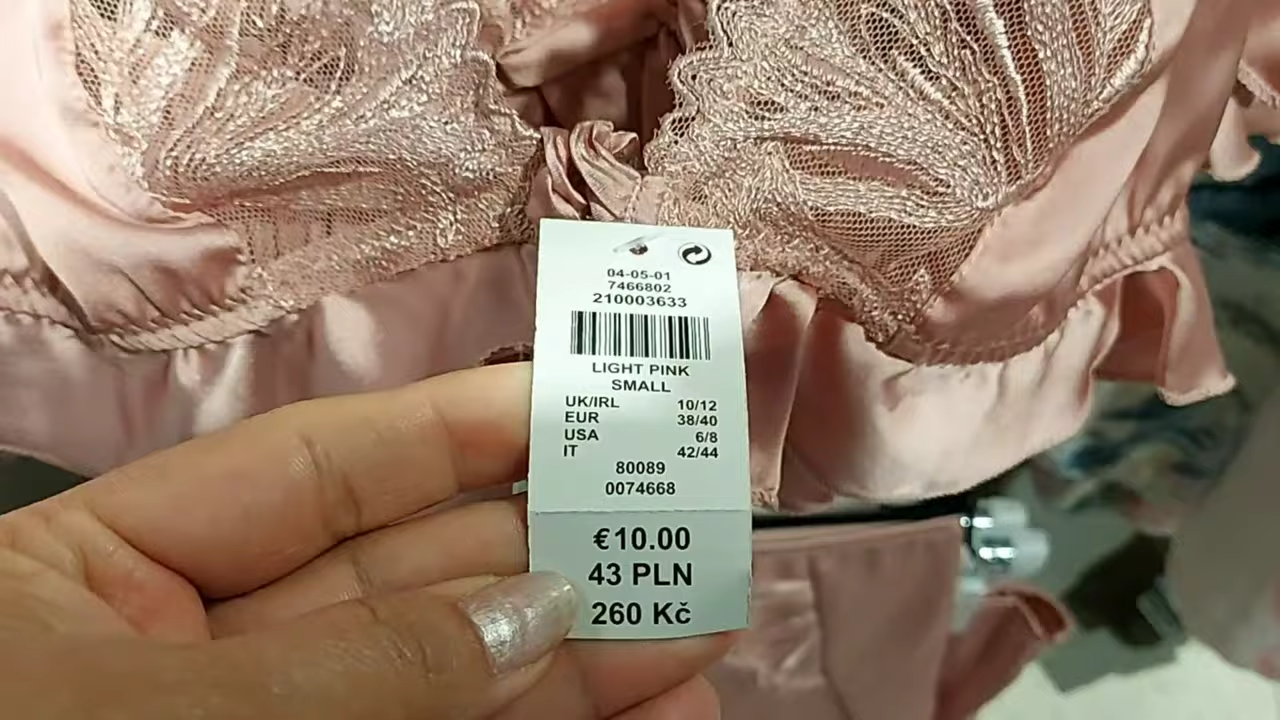 04-05-01
7466802
210003633
LIGHT PINK
SMALL
UK/IRL 10/12
EUR 38/40
USA 6/8
IT 42/44
80089
0074668
€10.00
43 PLN
260 Kč